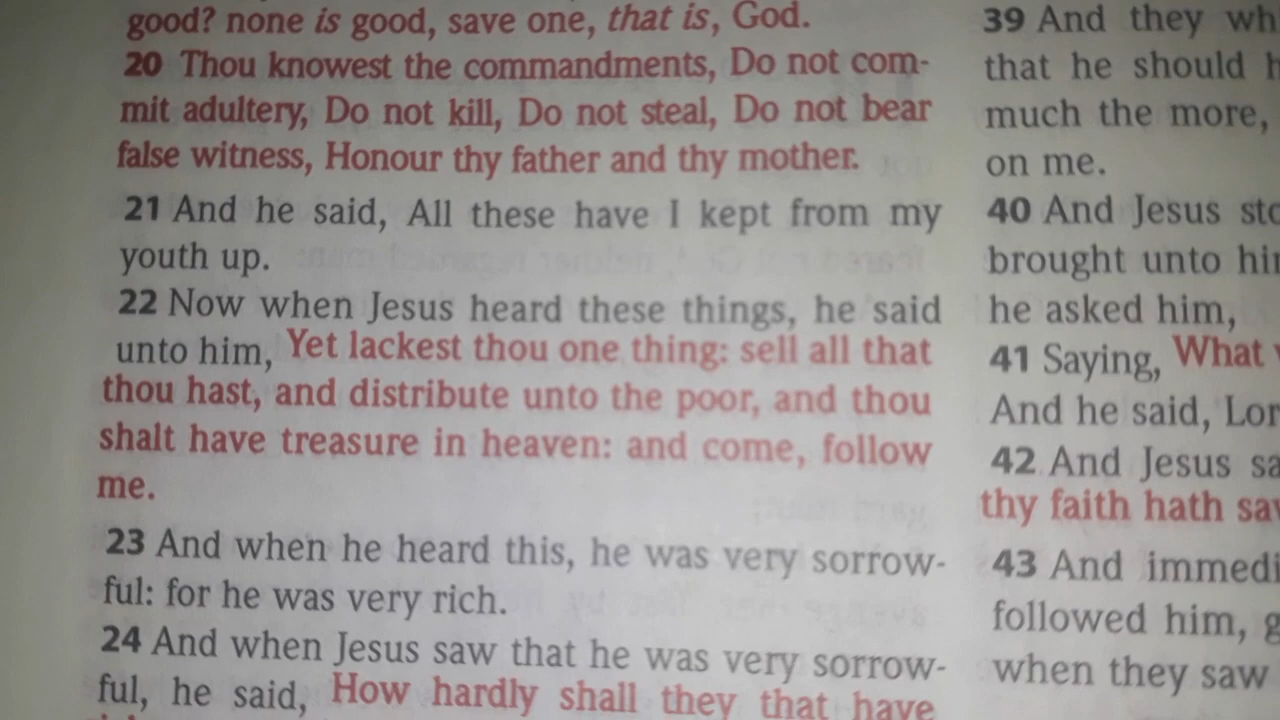 good? none is good, save one, that is, God.
20 Thou knowest the commandments, Do not com-
mit adultery, Do not kill, Do not steal, Do not bear
false witness, Honour thy father and thy mother.
21 And he said, All these have I kept from my
youth up.
22 Now when Jesus heard these things, he said
unto him, Yet lackest thou one thing: sell all that
thou hast, and distribute unto the poor, and thou
shalt have treasure in heaven: and come, follow
me.
23 And when he heard this, he was very sorrow-
ful: for he was very rich.
24 And when Jesus saw that he was very sorrow-
ful, he said, How hardly shall they that have
39 And they wh
that he should h
much the more,
on me.
40 And Jesus sto
brought unto hi
he asked him,
41 Saying, What
And he said, Lor
42 And Jesus sa
thy faith hath sa
43 And immedi
followed him, g
when they saw